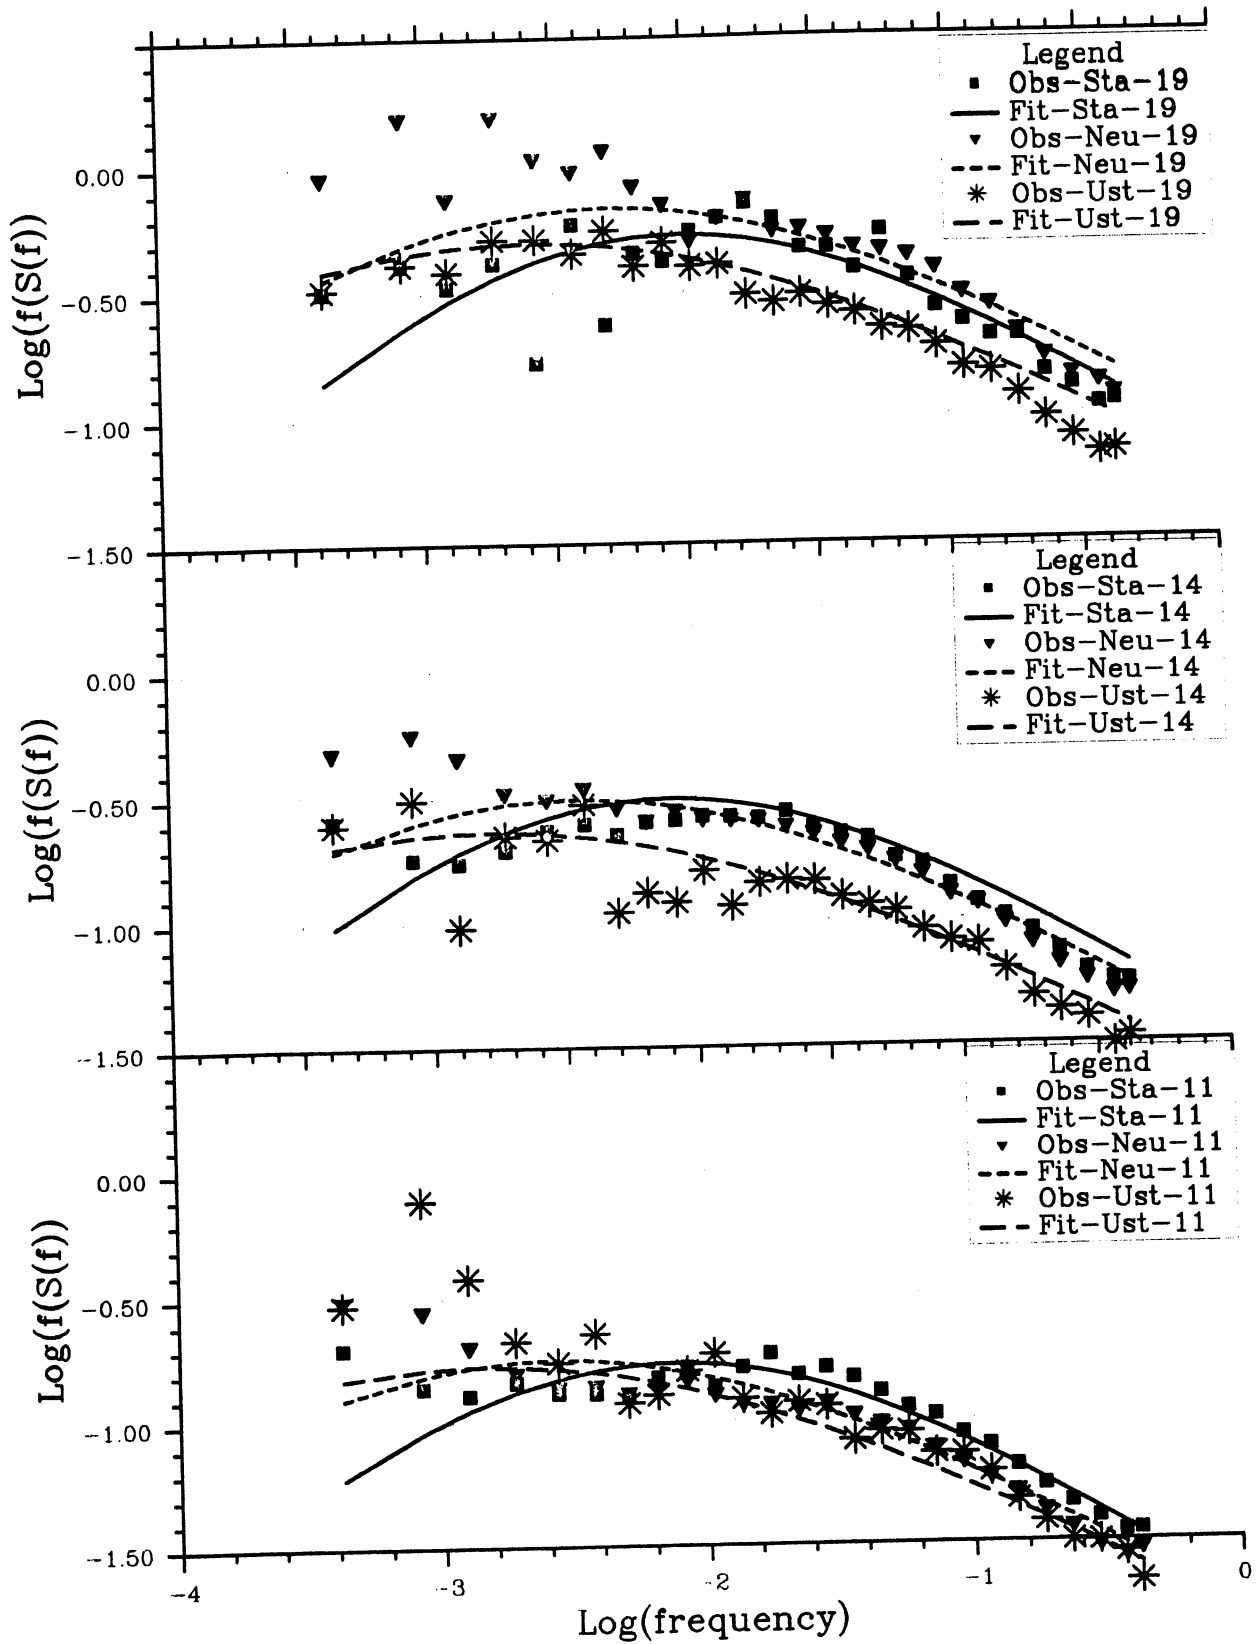 Legend
Obs-Sta-19
Fit-Sta-19
Obs-Neu-19
Fit-Neu-19
Obs-Ust-19
Fit-Ust-19
0.00
-0.50
-1.00
-1.50
Log(f(S(f))
Legend
Obs-Sta-14
Fit-Sta-14
Obs-Neu-14
Fit-Neu-14
Obs-Ust-14
Fit-Ust-14
0.00
-0.50
-1.00
-1.50
Log(f(S(f))
Legend
Obs-Sta-11
Fit-Sta-11
Obs-Neu-11
Fit-Neu-11
Obs-Ust-11
Fit-Ust-11
0.00
-0.50
-1.00
-1.50
Log(f(S(f))
-4 -3 -2 -1 0
Log(frequency)